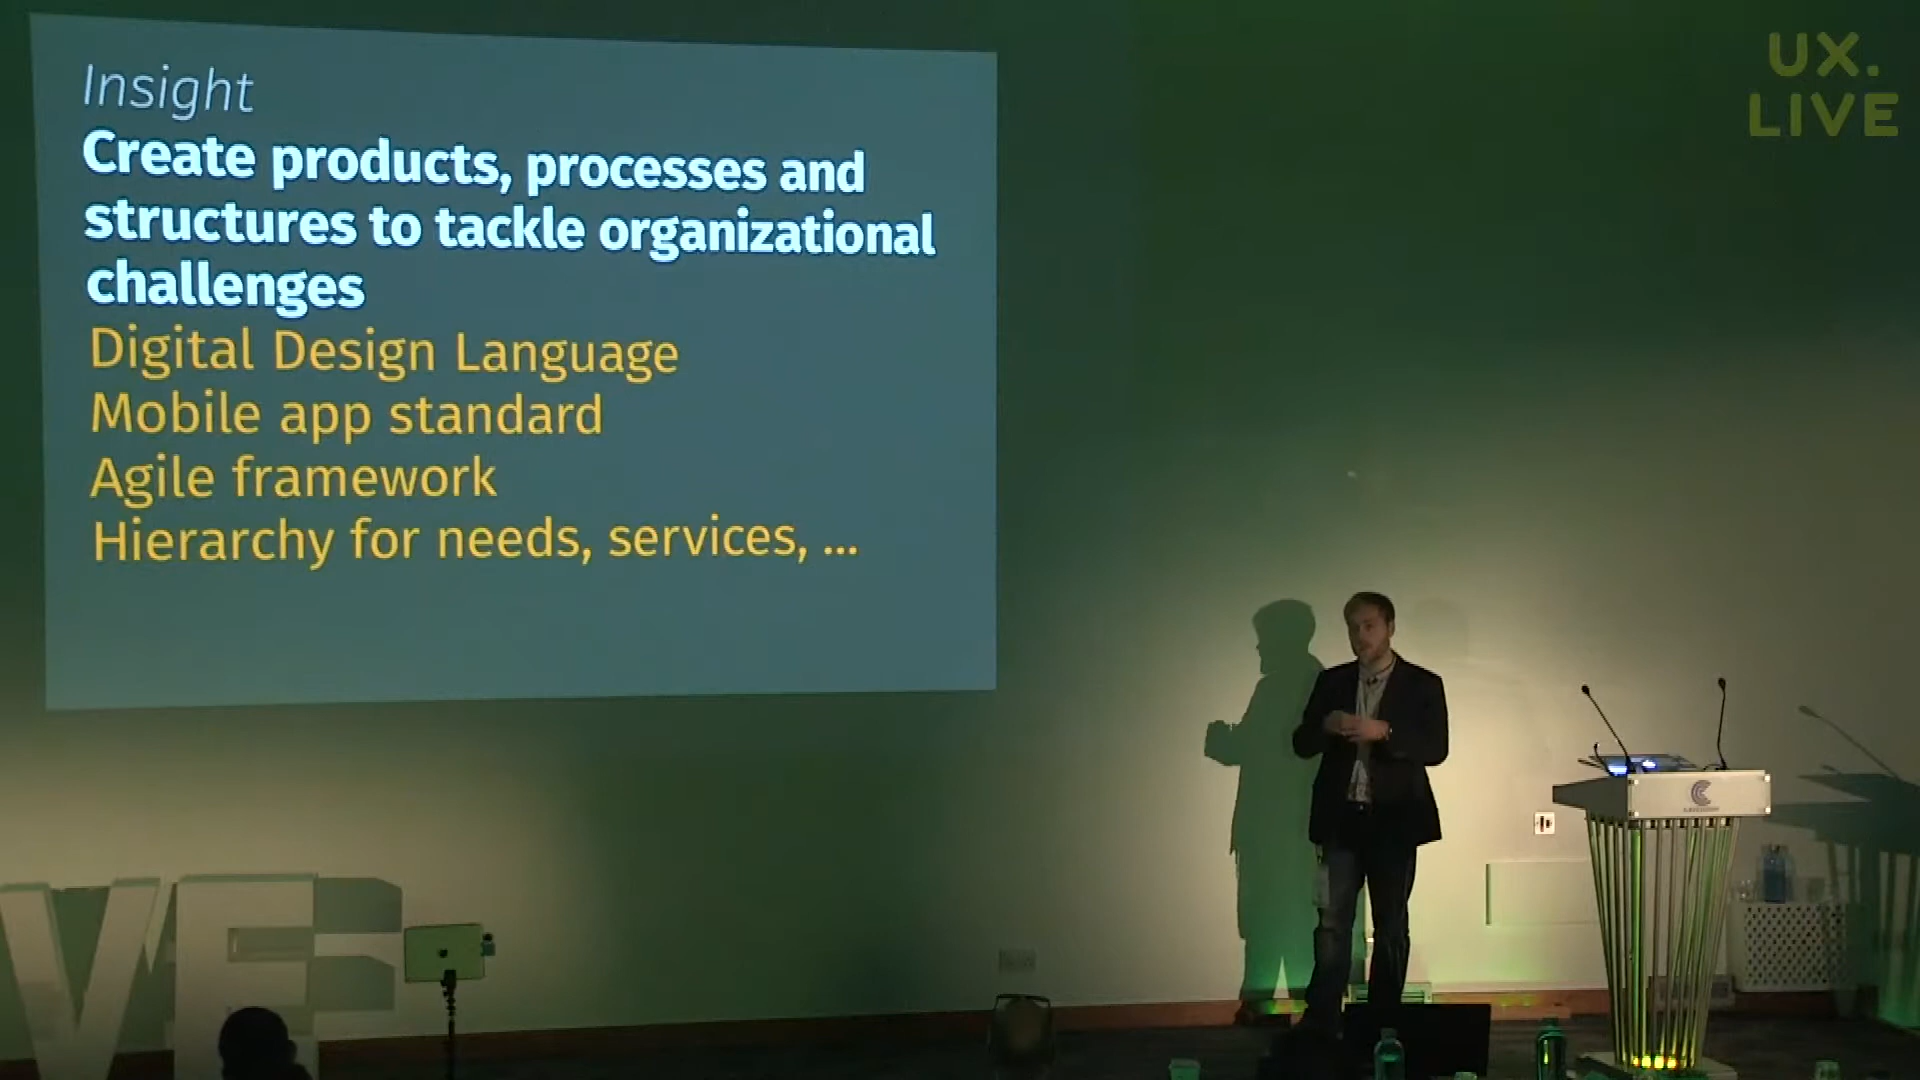 Insight
Create products, processes and
structures to tackle organizational
challenges
Digital Design Language
Mobile app standard
Agile framework
Hierarchy for needs, services, ...
UX.
LIVE
VE